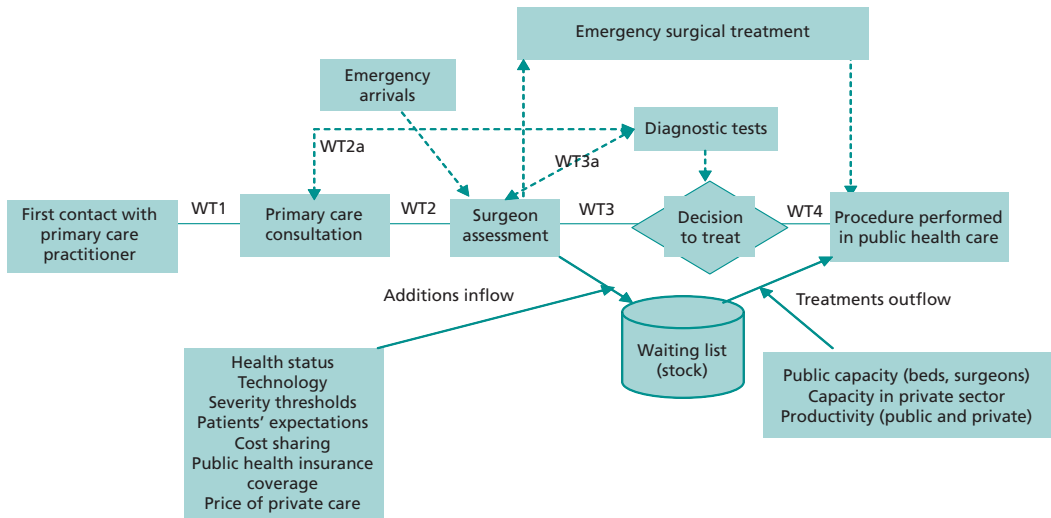 Emergency surgical treatment
Emergency
arrivals
Diagnostic tests
WT2a
WT3a
First contact with
primary care
practitioner
WT1
Primary care
consultation
WT2
Surgeon
assessment
WT3
Decision
to treat
WT4
Procedure performed
in public health care
Additions inflow
Treatments outflow
Waiting list
(stock)
Health status
Technology
Severity thresholds
Patients’ expectations
Cost sharing
Public health insurance
coverage
Price of private care
Public capacity (beds, surgeons)
Capacity in private sector
Productivity (public and private)